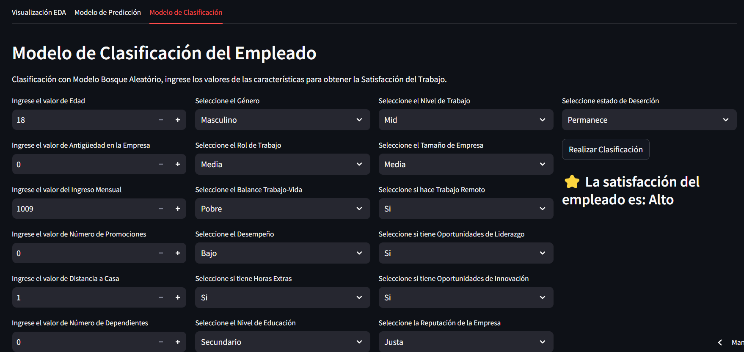 Visualización EDA
Modelo de Predicción
Modelo de Clasificación
Modelo de Clasificación del Empleado
Clasificación con Modelo Bosque Aleatório, ingrese los valores de las características para obtener la Satisfacción del Trabajo.
Ingrese el valor de Edad
18
Ingrese el valor de Antigüedad en la Empresa
0
Ingrese el valor del Ingreso Mensual
1009
Ingrese el valor de Número de Promociones
0
Ingrese el valor de Distancia a Casa
1
Ingrese el valor de Número de Dependientes
0
Seleccione el Género
Masculino
Seleccione el Rol de Trabajo
Media
Seleccione el Balance Trabajo-Vida
Pobre
Seleccione el Desempeño
Bajo
Seleccione si tiene Horas Extras
Si
Seleccione el Nivel de Educación
Secundario
Seleccione el Nivel de Trabajo
Mid
Seleccione el Tamaño de Empresa
Media
Seleccione si hace Trabajo Remoto
Si
Seleccione si tiene Oportunidades de Liderazgo
Si
Seleccione si tiene Oportunidades de Innovación
Si
Seleccione la Reputación de la Empresa
Justa
Seleccione estado de Deserción
Permanece
Realizar Clasificación
La satisfacción del
empleado es: Alto